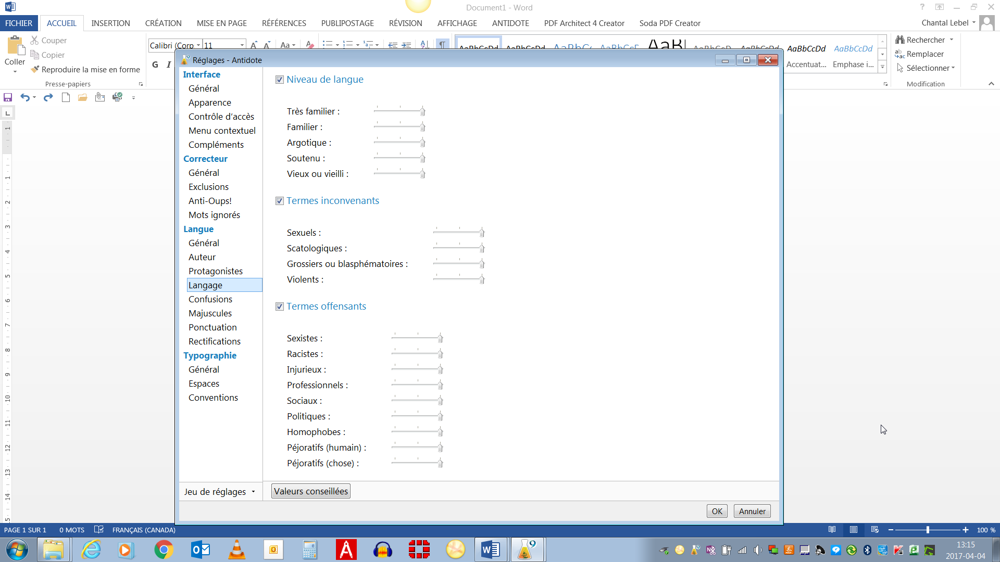 Document1 - Word
?
FICHIER ACCUEIL INSERTION CRÉATION MISE EN PAGE RÉFÉRENCES PUBLIPOSTAGE RÉVISION AFFICHAGE ANTIDOTE PDF Architect 4 Creator Soda PDF Creator
Chantal Lebel
Coller
Couper
Copier
Reproduire la mise en forme
Presse-papiers
Calibri (Corp 11
G I
AaBbCcDd
AaBbCcDd
Accentuat... Emphase i...
Rechercher
Remplacer
Sélectionner
Modification
Réglages - Antidote
Interface
Général
Apparence
Contrôle d'accès
Menu contextuel
Compléments
Correcteur
Général
Exclusions
Anti-Oups!
Mots ignorés
Langue
Général
Auteur
Protagonistes
Langage
Confusions
Majuscules
Ponctuation
Rectifications
Typographie
Général
Espaces
Conventions
Jeu de réglages
Niveau de langue
Très familier :
Familier :
Argotique :
Soutenu :
Vieux ou vieilli :
Termes inconvenants
Sexuels :
Scatologiques :
Grossiers ou blasphématoires :
Violents :
Termes offensants
Sexistes :
Racistes :
Injurieux :
Professionnels :
Sociaux :
Politiques :
Homophobes :
Péjoratifs (humain) :
Péjoratifs (chose) :
Valeurs conseillées
OK Annuler
PAGE 1 SUR 1 0 MOTS FRANÇAIS (CANADA)
100 %
13:15
2017-04-04